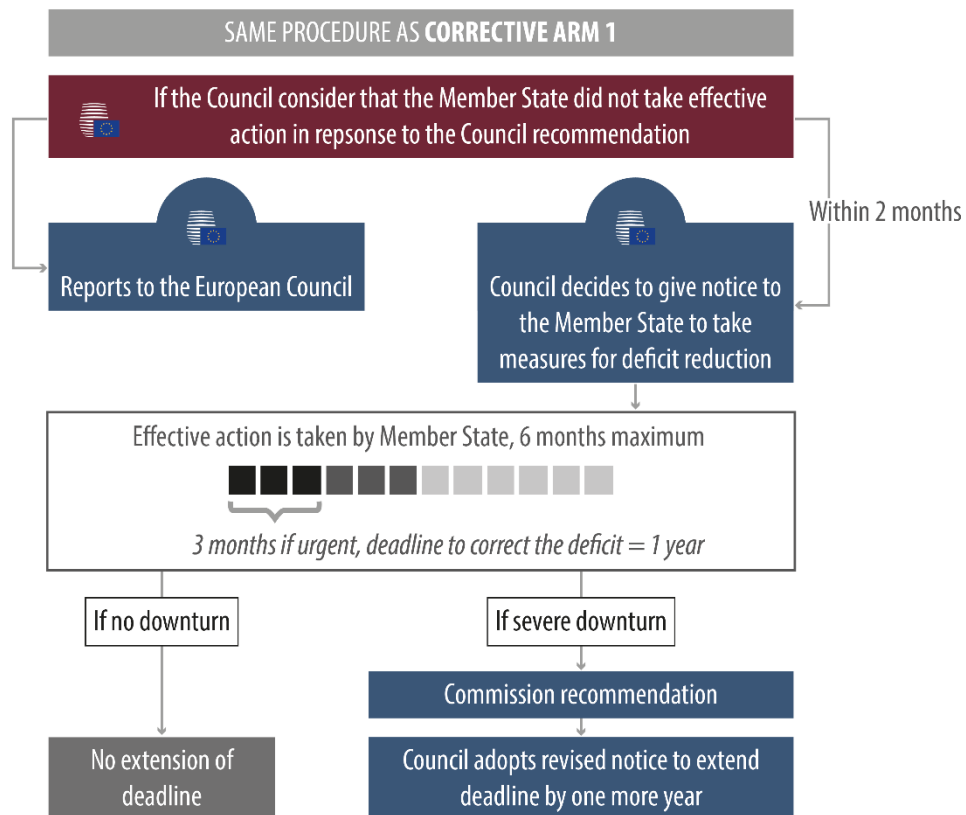 SAME PROCEDURE AS CORRECTIVE ARM 1
If the Council consider that the Member State did not take effective
action in repsonse to the Council recommendation
Within 2 months
Reports to the European Council
Council decides to give notice to
the Member State to take
measures for deficit reduction
Effective action is taken by Member State, 6 months maximum
3 months if urgent, deadline to correct the deficit = 1 year
If no downturn
If severe downturn
Commission recommendation
No extension of
deadline
Council adopts revised notice to extend
deadline by one more year